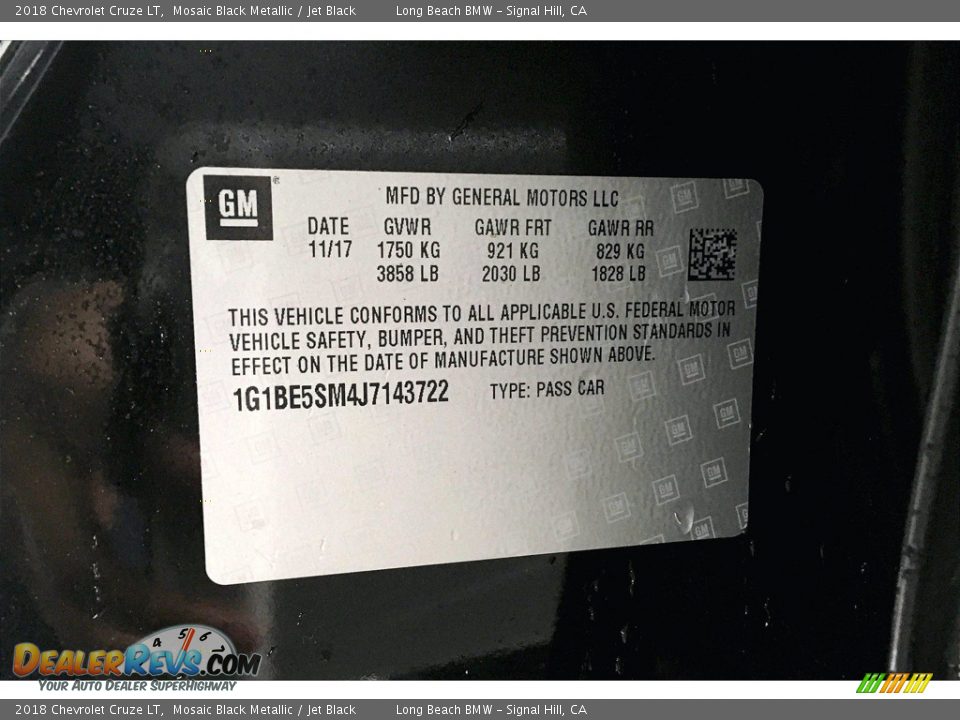 2018 Chevrolet Cruze LT, Mosaic Black Metallic / Jet Black Long Beach BMW - Signal Hill, CA
GM
MFD BY GENERAL MOTORS LLC
DATE GVWR GAWR FRT GAWR RR
11/17 1750 KG 921 KG 829 KG
3858 LB 2030 LB 1828 LB
THIS VEHICLE CONFORMS TO ALL APPLICABLE U.S. FEDERAL MOTOR
VEHICLE SAFETY, BUMPER, AND THEFT PREVENTION STANDARDS IN
EFFECT ON THE DATE OF MANUFACTURE SHOWN ABOVE.
1G1BE5SM4J7143722 TYPE: PASS CAR
4 5 6
DEALERREVS.COM
YOUR AUTO DEALER SUPERHIGHWAY
2018 Chevrolet Cruze LT, Mosaic Black Metallic / Jet Black Long Beach BMW - Signal Hill, CA